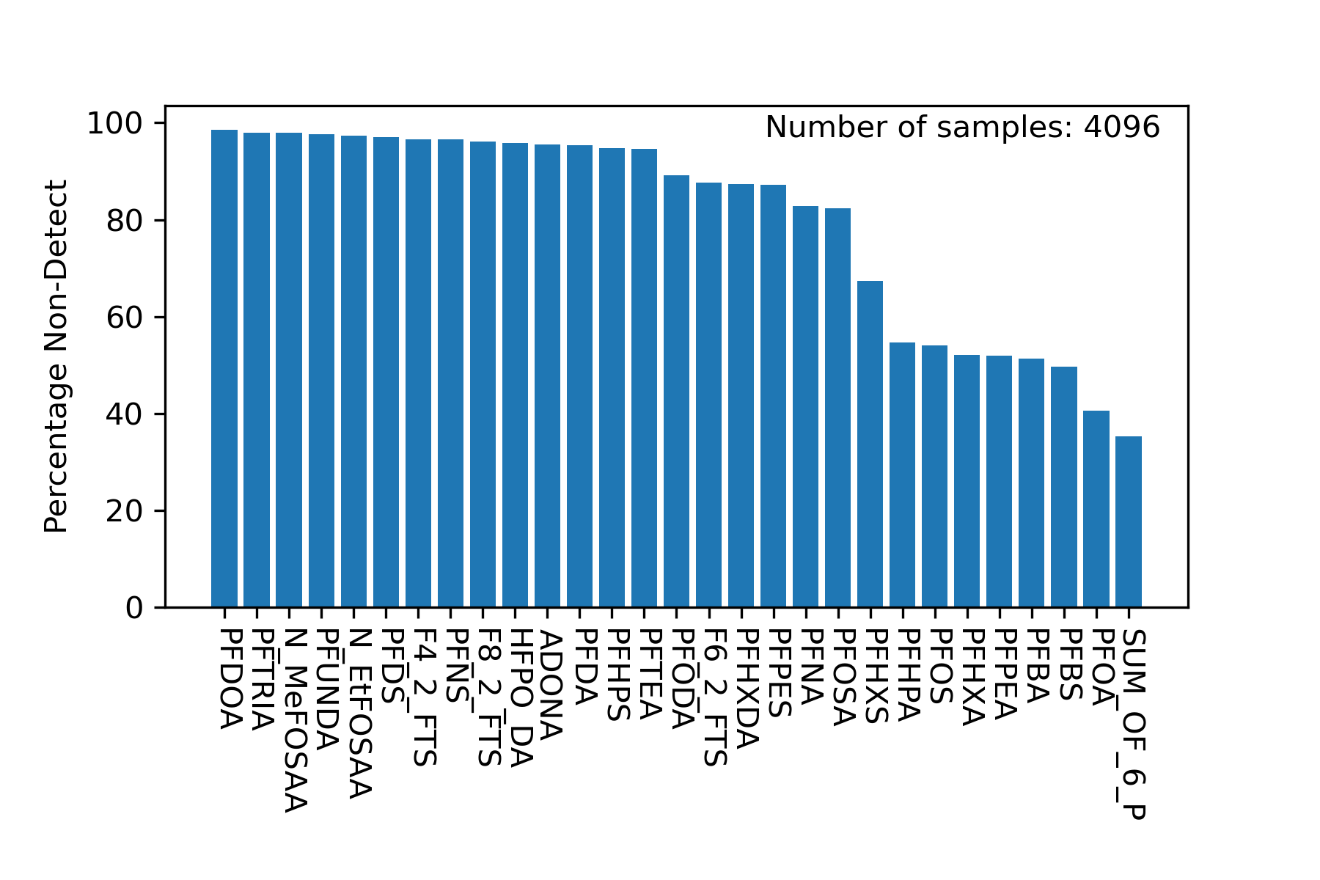 Number of samples: 4096
Percentage Non-Detect
100
80
60
40
20
0
PFDOA
PFTRIA
N_MeFOSAA
PFUNDA
N_EtFOSAA
PFDS
F4_2_FTS
PFNS
F8_2_FTS
HFPO_DA
ADONA
PFDA
PFHPS
PFTEA
PFODA
F6_2_FTS
PFHXDA
PFPES
PFNA
PFOSA
PFHXS
PFHPA
PFOS
PFHXA
PFPEA
PFBA
PFBS
PFOA
SUM_OF_6_P